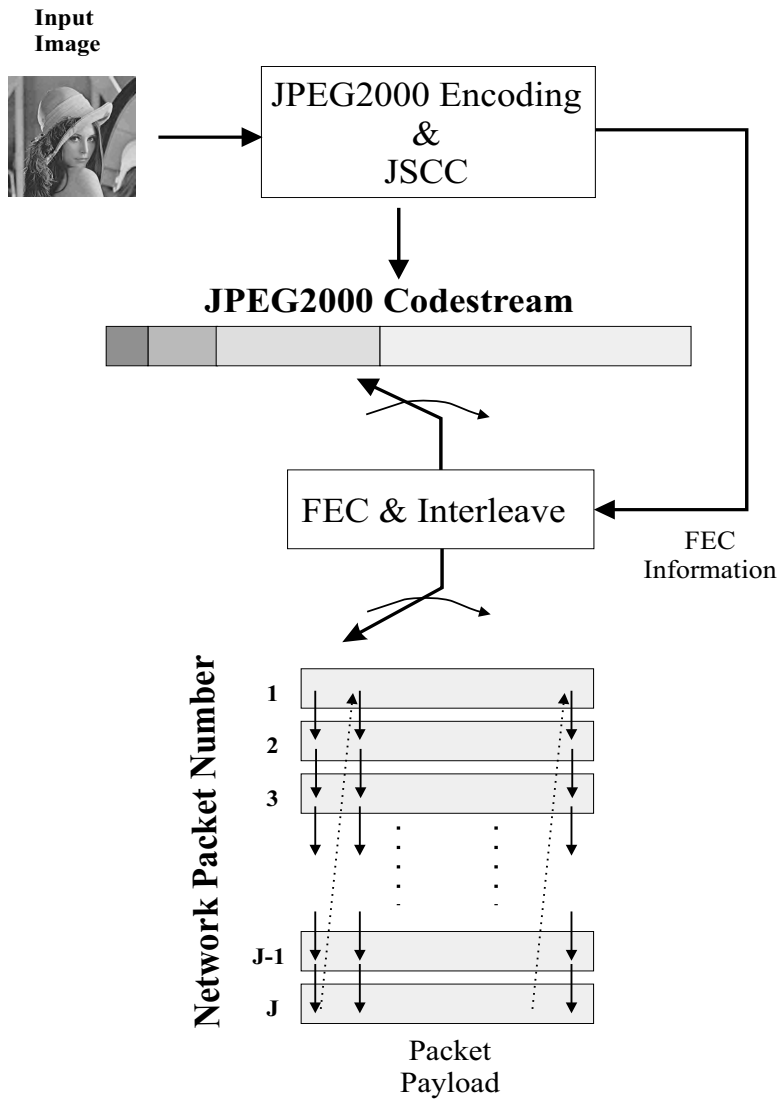 Input
Image
JPEG2000 Encoding
&
JSCC
JPEG2000 Codestream
FEC & Interleave
FEC
Information
Network Packet Number
1
2
3
J-1
J
Packet
Payload